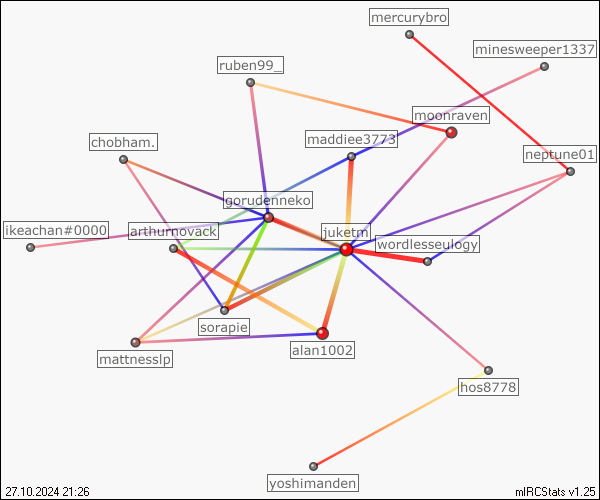 mercurybro
minesweeper1337
ruben99_
moonraven
maddiee3773
chobham.
neptune01
gorudenneko
ikeachan#0000
arthurnovack
juketm
wordlesseulogy
sorapie
mattnesslp
alan1002
hos8778
yoshimanden
27.10.2024 21:26
mIRCStats v1.25